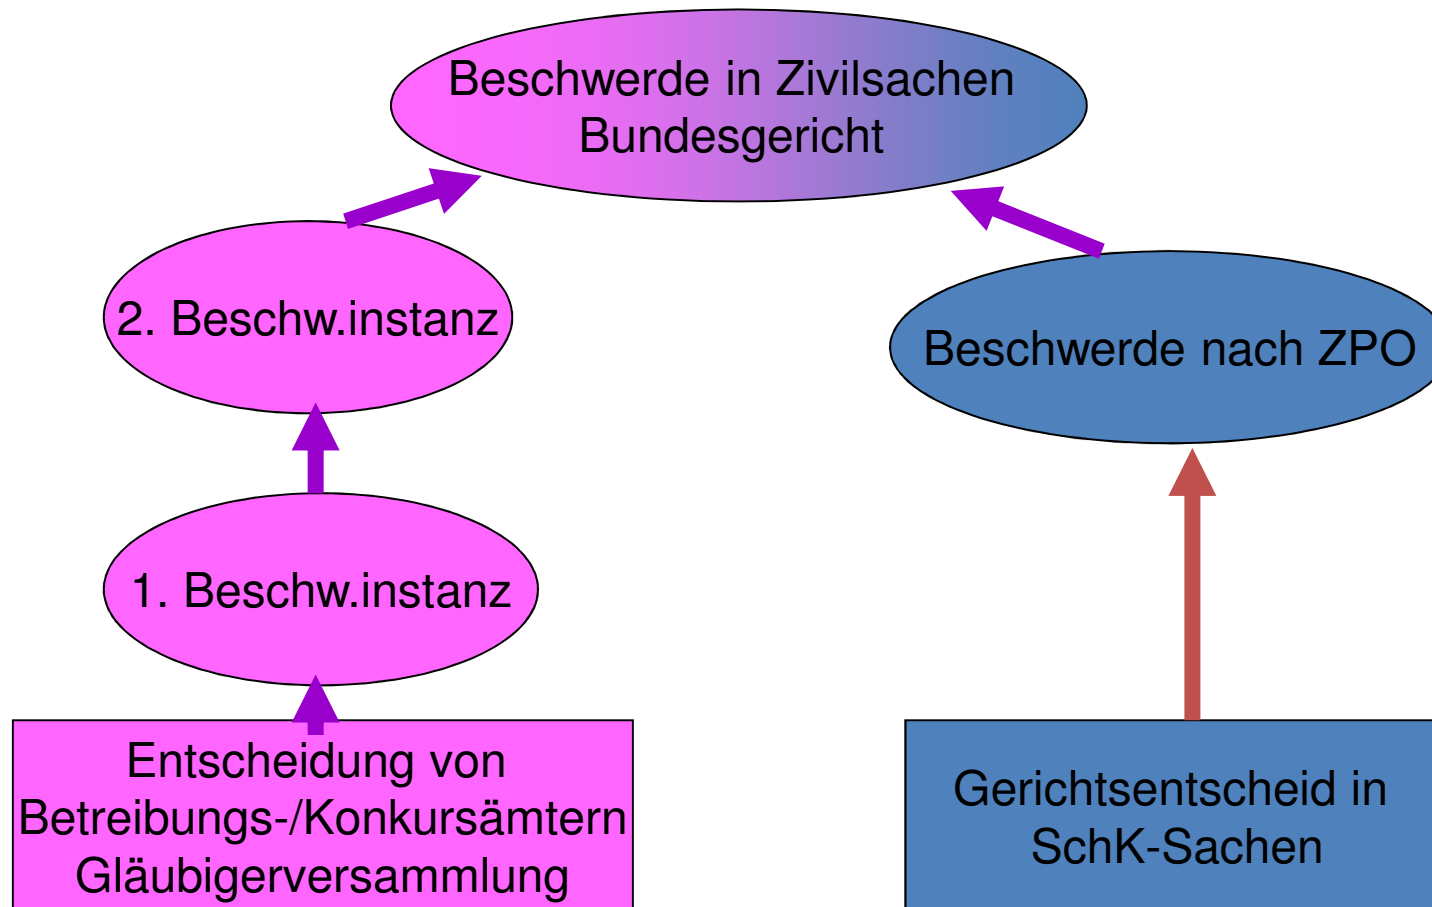 Beschwerde in Zivilsachen
Bundesgericht
2. Beschw.instanz
Beschwerde nach ZPO
1. Beschw.instanz
Entscheidung von
Betreibungs-/Konkursämtern
Gläubigerversammlung
Gerichtsentscheid in
SchK-Sachen